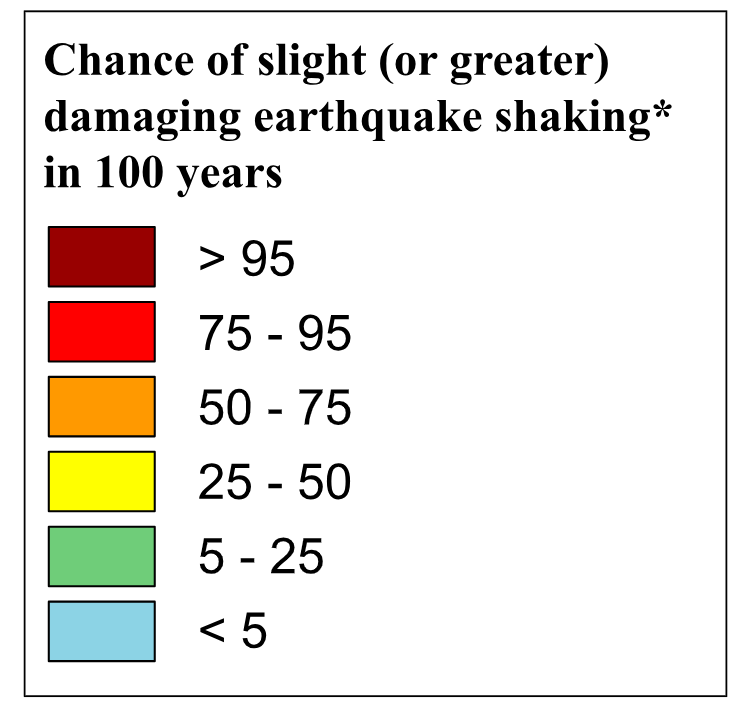 Chance of slight (or greater)
damaging earthquake shaking*
in 100 years
> 95
75 - 95
50 - 75
25 - 50
5 - 25
< 5